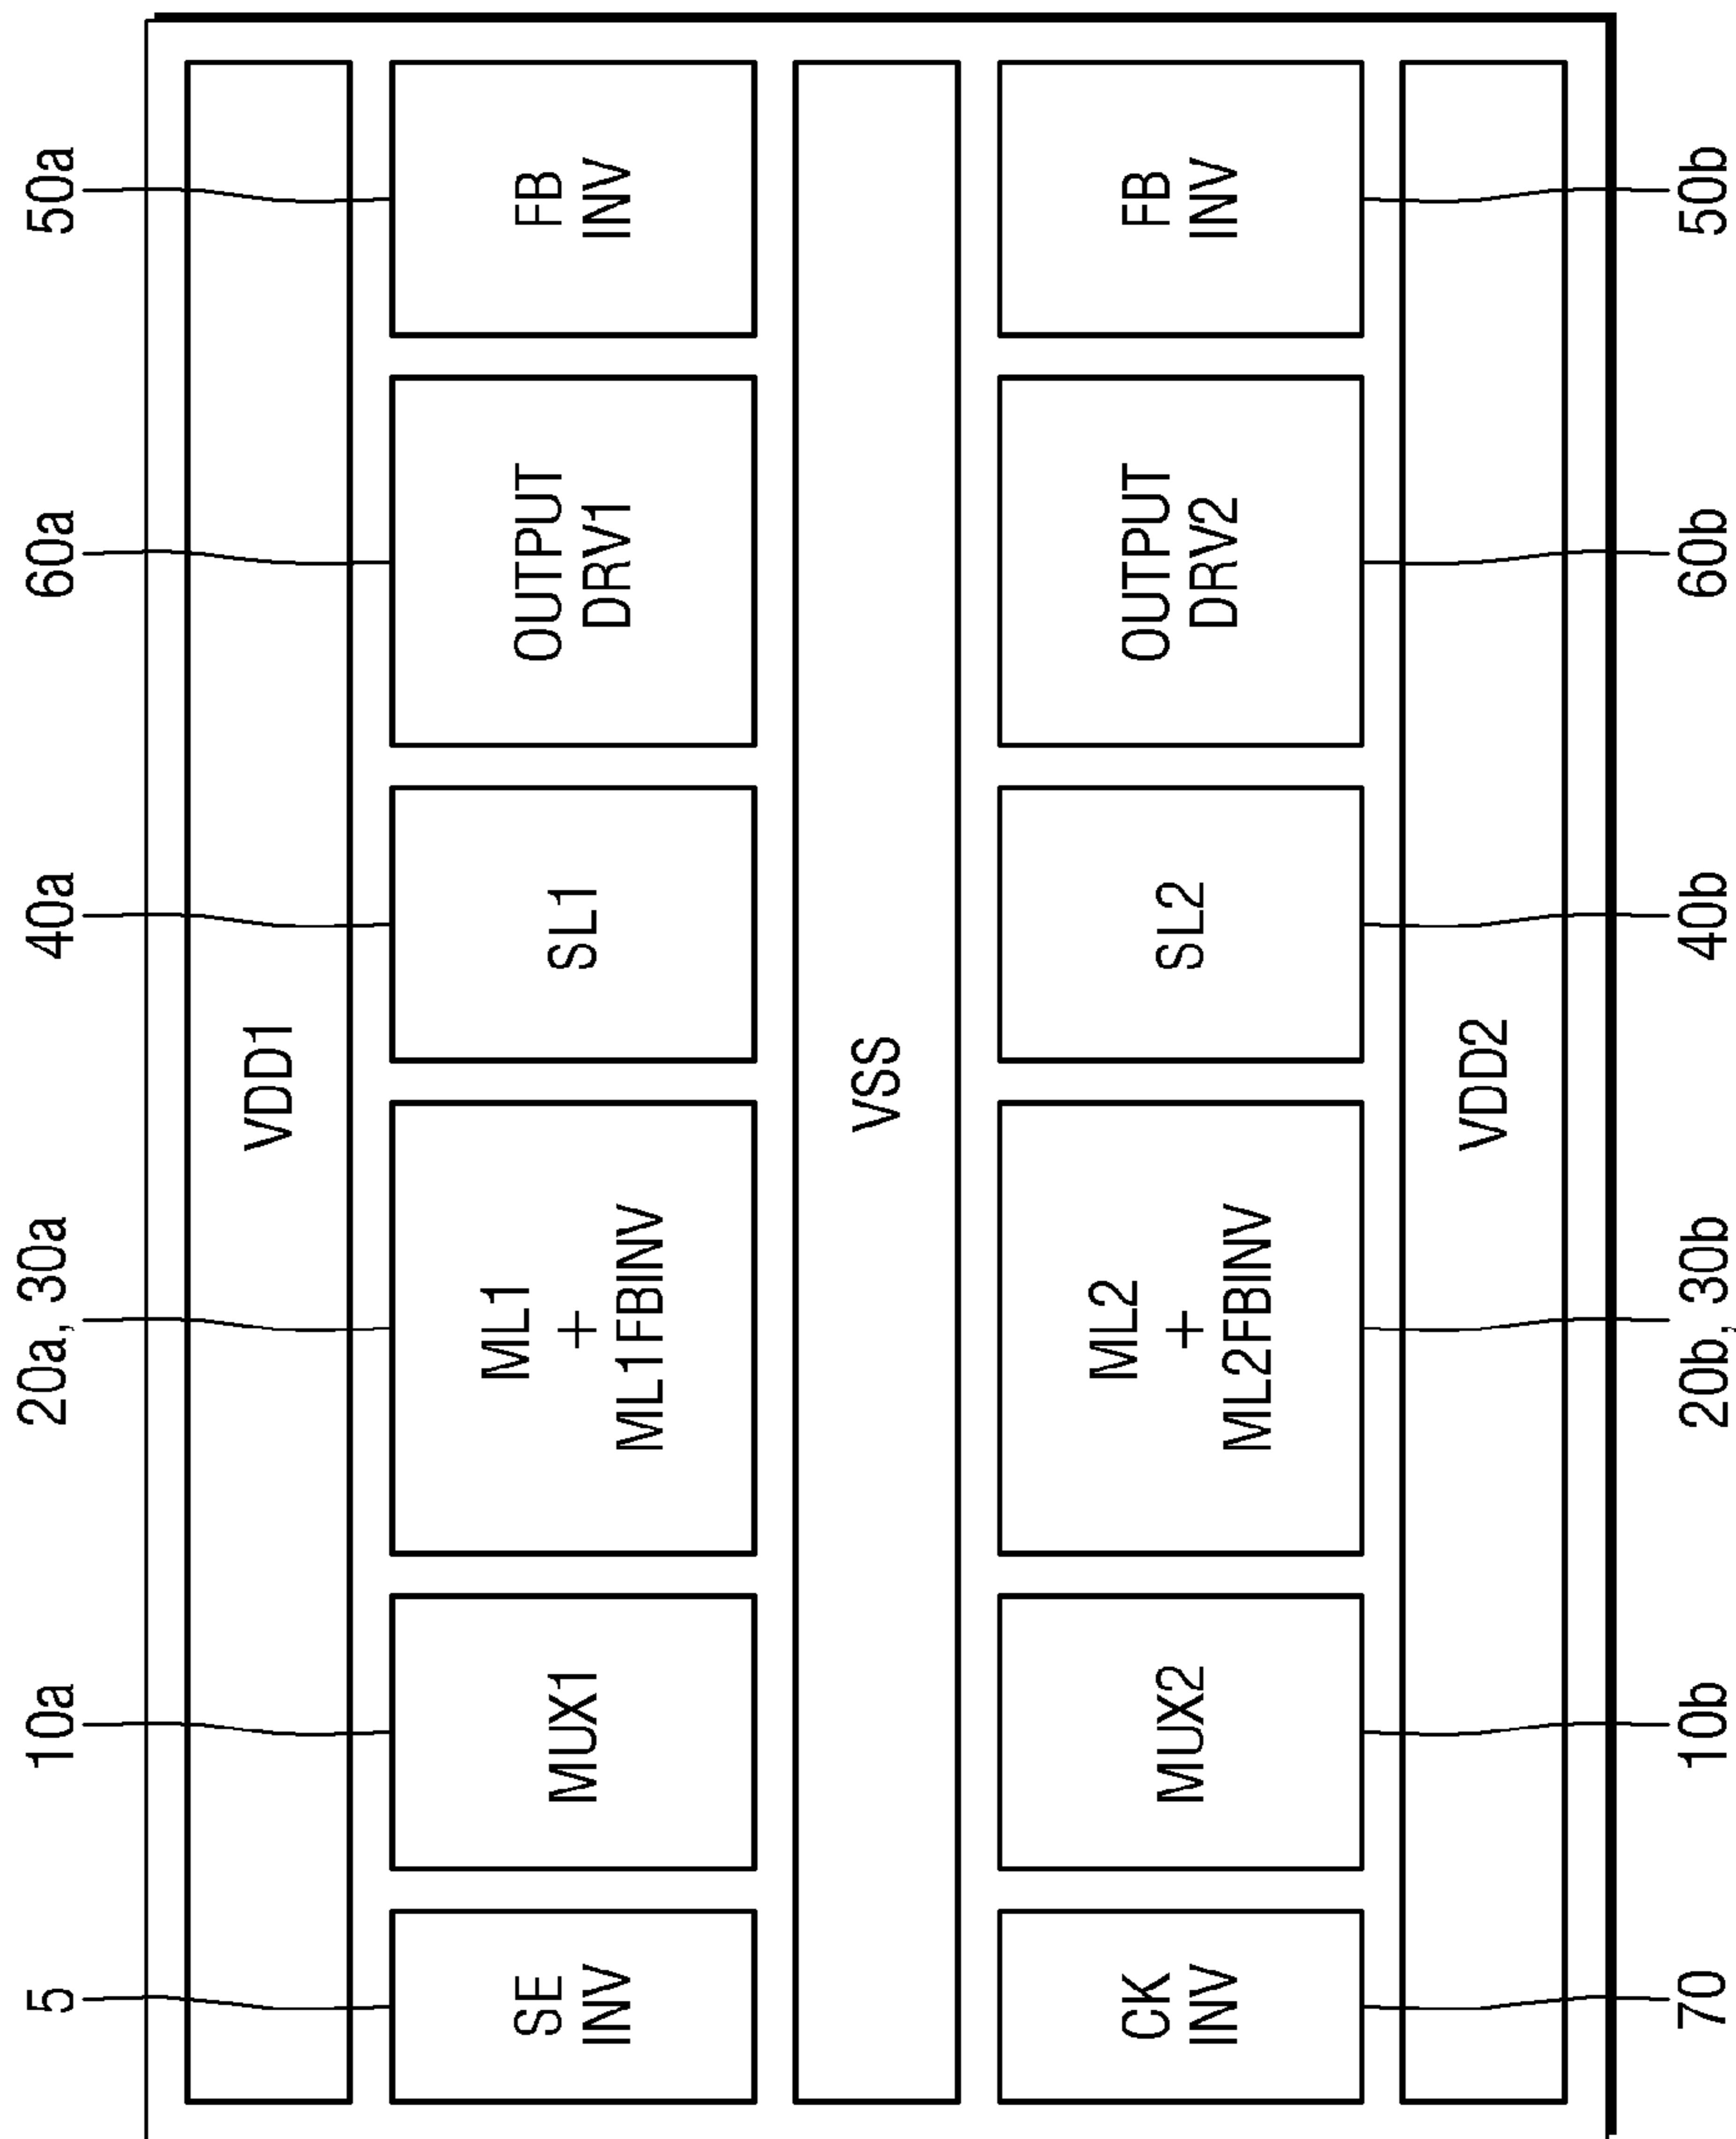 5
10a
20a, 30a
40a
60a
50a
VDD1
SE
INV
MUX1
ML1
+
ML1FBINV
SL1
OUTPUT
DRV1
FB
INV
VSS
CK
INV
MUX2
ML2
+
ML2FBINV
SL2
OUTPUT
DRV2
FB
INV
VDD2
70
10b
20b, 30b
40b
60b
50b